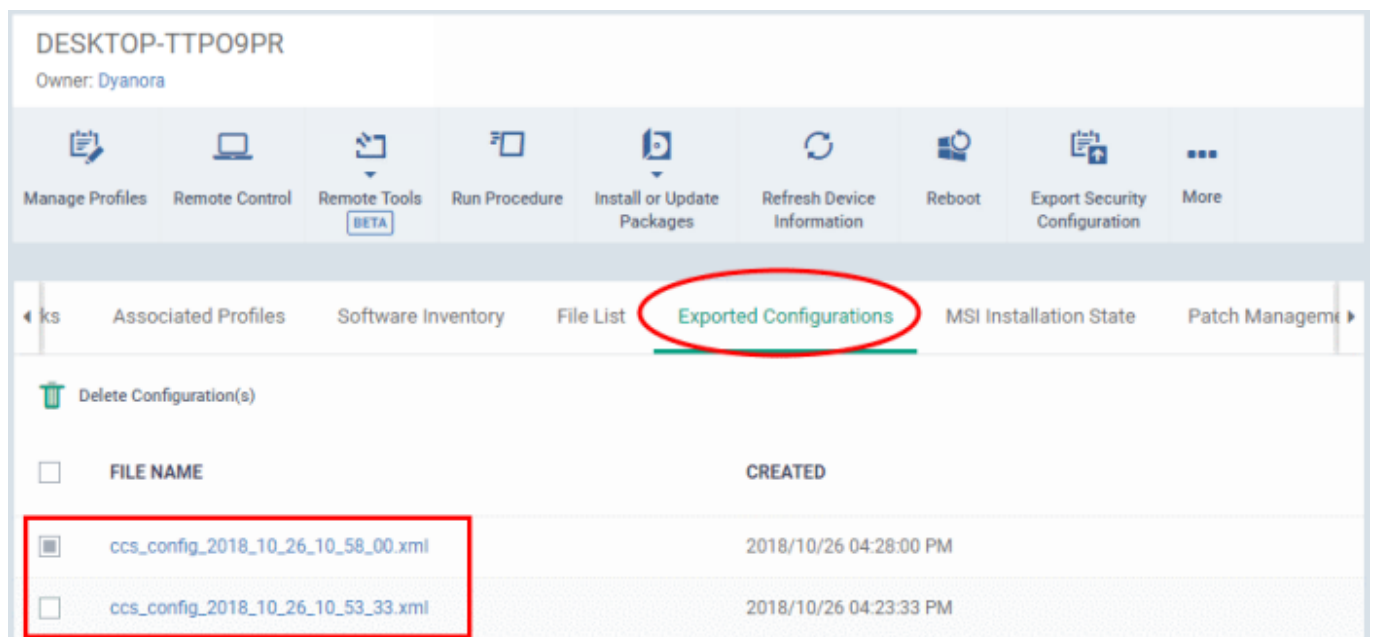 DESKTOP-TTPO9PR
Owner: Dyanora
Manage Profiles
Remote Control
Remote Tools
BETA
Run Procedure
Install or Update
Packages
Refresh Device
Information
Reboot
Export Security
Configuration
More
ks
Associated Profiles
Software Inventory
File List
Exported Configurations
MSI Installation State
Patch Manageme
Delete Configuration(s)
FILE NAME
CREATED
ccs_config_2018_10_26_10_58_00.xml
2018/10/26 04:28:00 PM
ccs_config_2018_10_26_10_53_33.xml
2018/10/26 04:23:33 PM